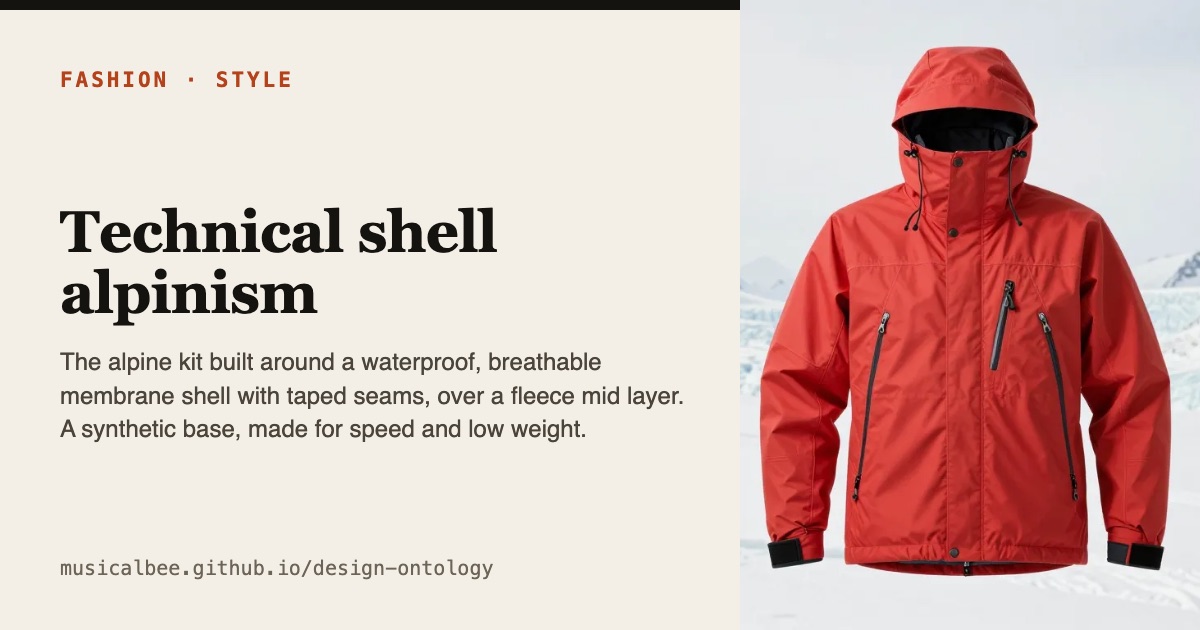 FASHION · STYLE
Technical shell
alpinism
The alpine kit built around a waterproof, breathable
membrane shell with taped seams, over a fleece mid layer.
A synthetic base, made for speed and low weight.
musicalbee.github.io/design-ontology